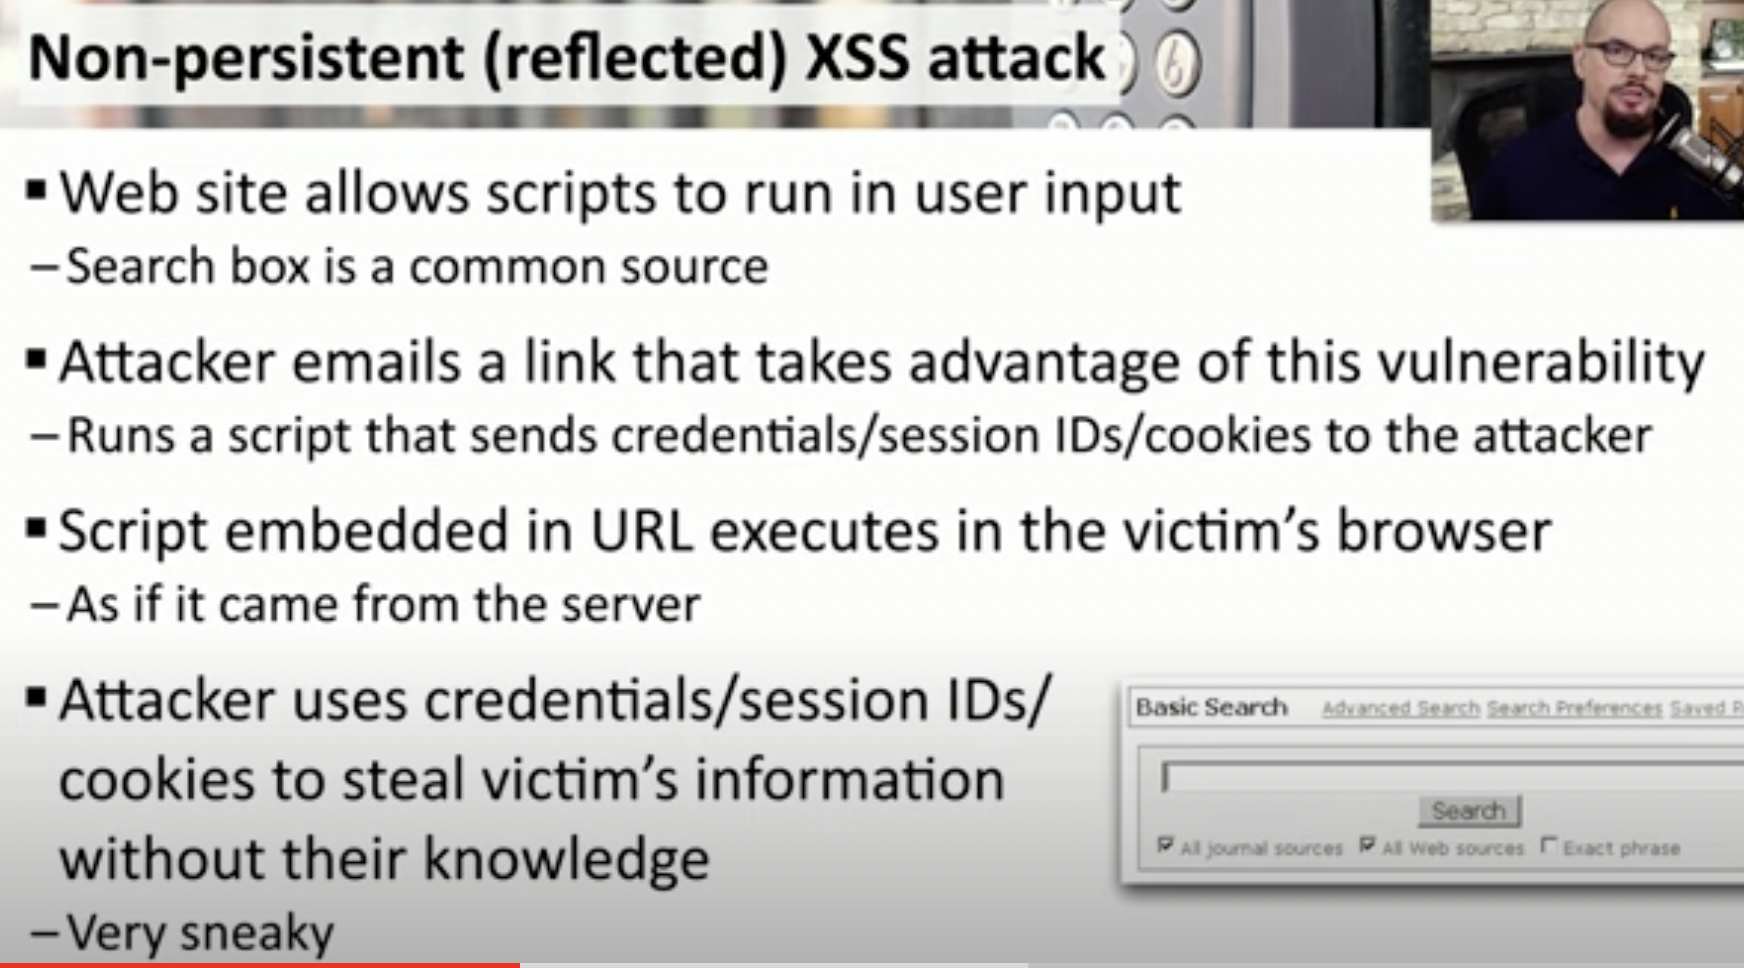 Non-persistent (reflected) XSS attack
▪ Web site allows scripts to run in user input
– Search box is a common source
▪ Attacker emails a link that takes advantage of this vulnerability
– Runs a script that sends credentials/session IDs/cookies to the attacker
▪ Script embedded in URL executes in the victim's browser
– As if it came from the server
▪ Attacker uses credentials/session IDs/
cookies to steal victim's information
without their knowledge
– Very sneaky
Basic Search Advanced Search Search Preferences Saved
Search
All journal sources All Web sources Exact phrase
6